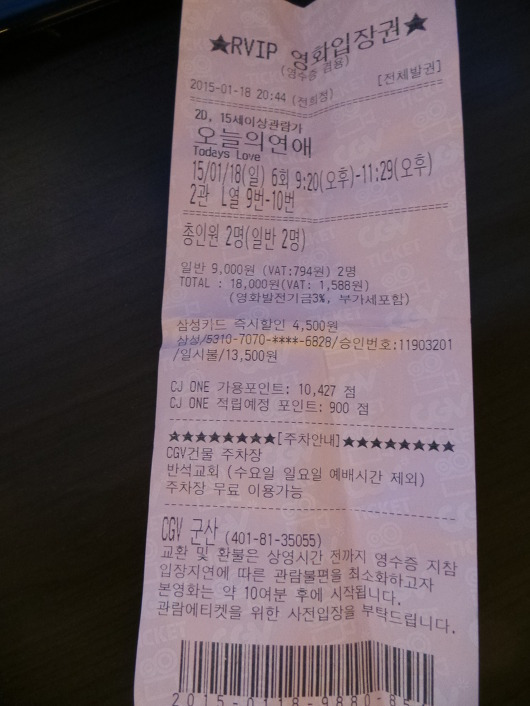 ★RVIP 영화입장권★
(영수증 겸용)
[전체발권]
2015-01-18 20:44 (전희정)
2D, 15세이상관람가
오늘의연애
Todays Love
15/01/18(일) 6회 9:20(오후)-11:29(오후)
2관 L열 9번-10번
총인원 2명(일반 2명)
일반 9,000원 (VAT:794원) 2명
TOTAL : 18,000원(VAT: 1,588원)
(영화발전기금3%, 부가세포함)
삼성카드 즉시할인 4,500원
삼성/5310-7070-****-6828/승인번호:11903201
/일시불/13,500원
CJ ONE 가용포인트: 10,427 점
CJ ONE 적립예정 포인트: 900 점
★★★★★★★★[주차안내]★★★★★★★★
CGV건물 주차장
반석교회 (수요일 일요일 예배시간 제외)
주차장 무료 이용가능
CGV 군산 (401-81-35055)
교환 및 환불은 상영시간 전까지 영수증 지참
입장지연에 따른 관람불편을 최소화하고자
본영화는 약 10여분 후에 시작됩니다.
관람에티켓을 위한 사전입장을 부탁드립니다.
2015-0118-9880-85